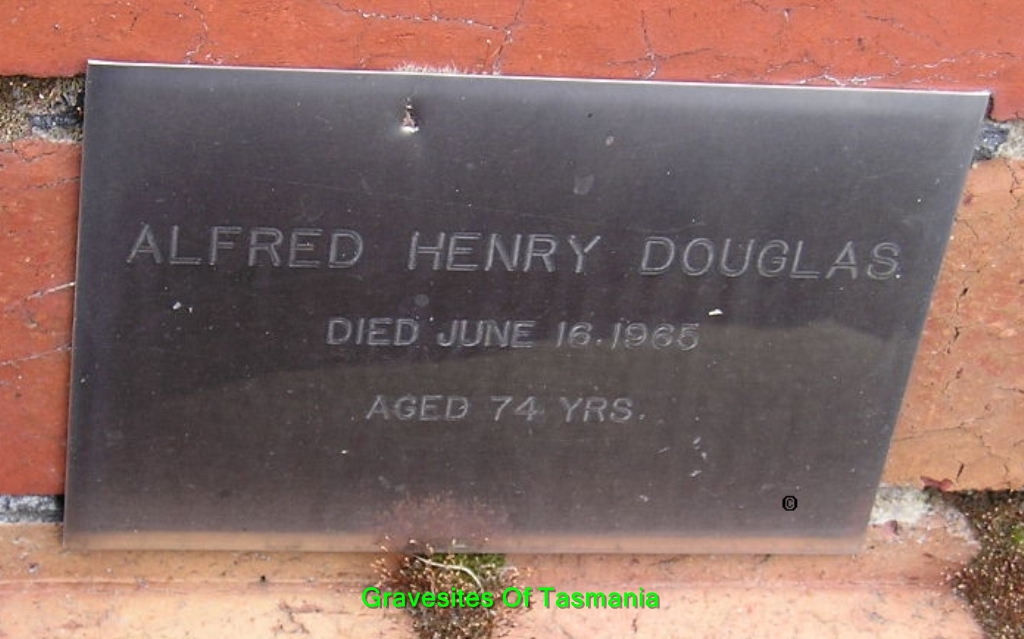 ALFRED HENRY DOUGLAS
DIED JUNE 16.1965
AGED 74 YRS.
©
Gravesites Of Tasmania